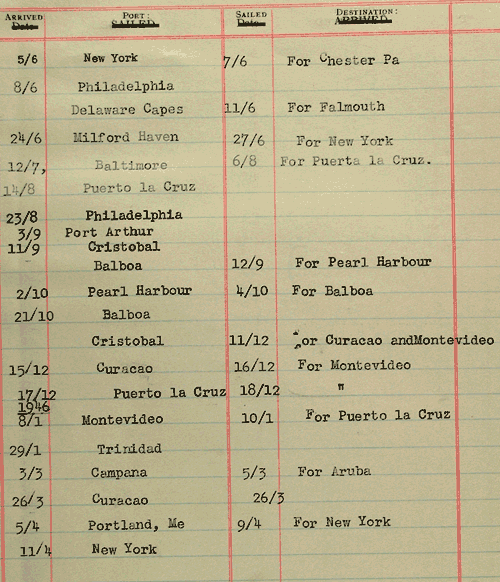 ARRIVED PORT: SAILED DESTINATION:
Date SAILED Date ARRIVED
5/6 New York 7/6 For Chester Pa
8/6 Philadelphia
Delaware Capes 11/6 For Falmouth
24/6 Milford Haven 27/6 For New York
12/7, Baltimore 6/8 For Puerta la Cruz.
14/8 Puerto la Cruz
23/8 Philadelphia
3/9 Port Arthur
11/9 Cristobal
Balboa 12/9 For Pearl Harbour
2/10 Pearl Harbour 4/10 For Balboa
21/10 Balboa
Cristobal 11/12 For Curacao andMontevideo
15/12 Curacao 16/12 For Montevideo
17/12 Puerto la Cruz 18/12 "
1946
8/1 Montevideo 10/1 For Puerto la Cruz
29/1 Trinidad
3/3 Campana 5/3 For Aruba
26/3 Curacao 26/3
5/4 Portland, Me 9/4 For New York
11/4 New York